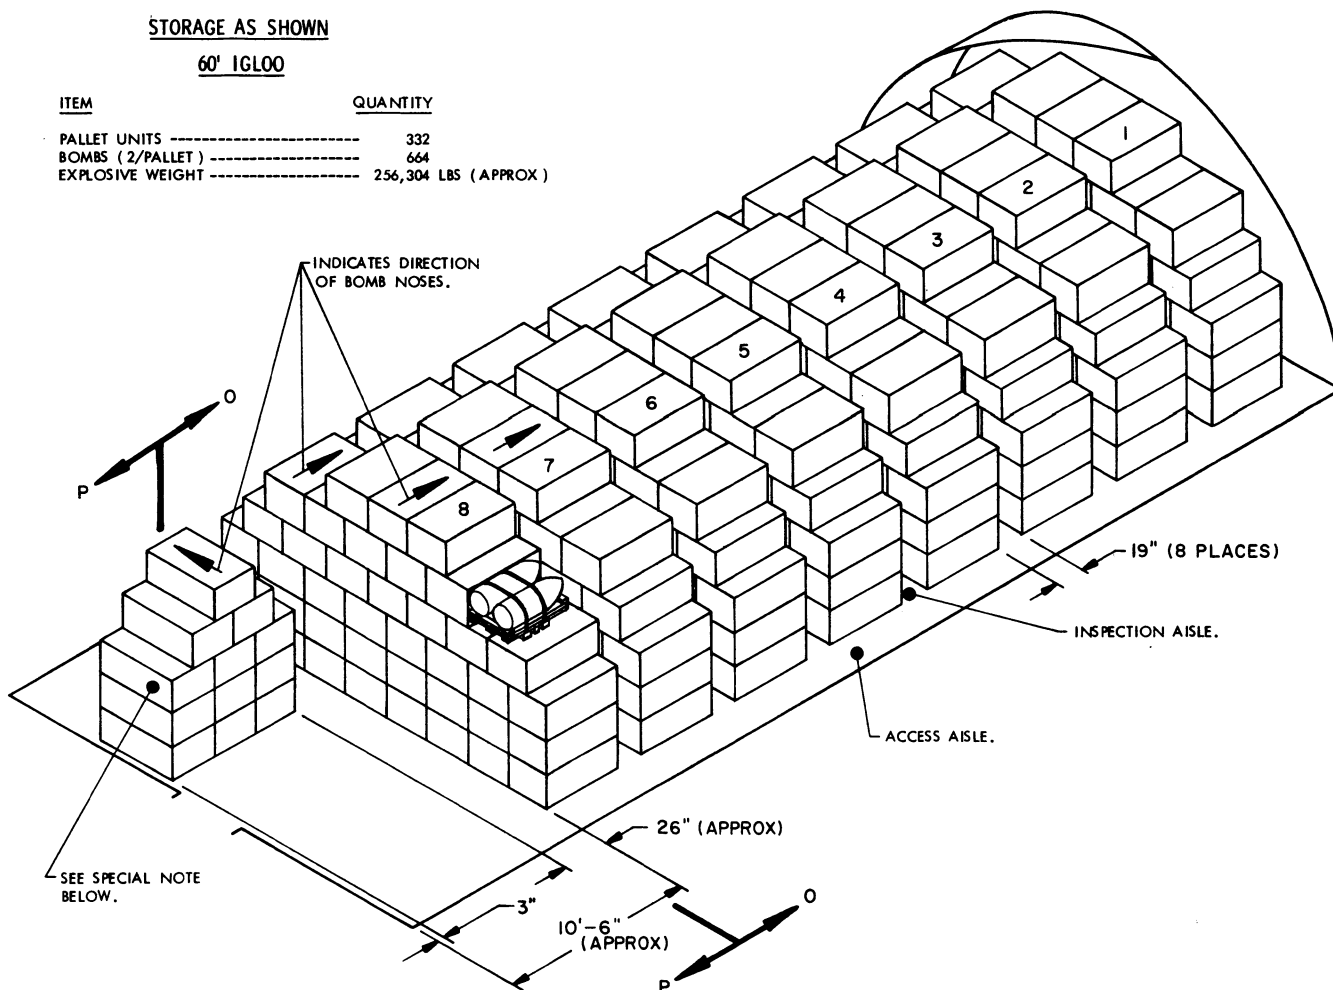 STORAGE AS SHOWN
60' IGLOO
ITEM QUANTITY
PALLET UNITS -------------------- 332
BOMBS (2/PALLET) ---------------- 664
EXPLOSIVE WEIGHT ---------------- 256,304 LBS (APPROX)
INDICATES DIRECTION
OF BOMB NOSES.
1
2
3
4
5
6
7
8
O
P
19" (8 PLACES)
INSPECTION AISLE.
ACCESS AISLE.
26" (APPROX)
SEE SPECIAL NOTE
BELOW.
3"
10'-6"
(APPROX)
O
P